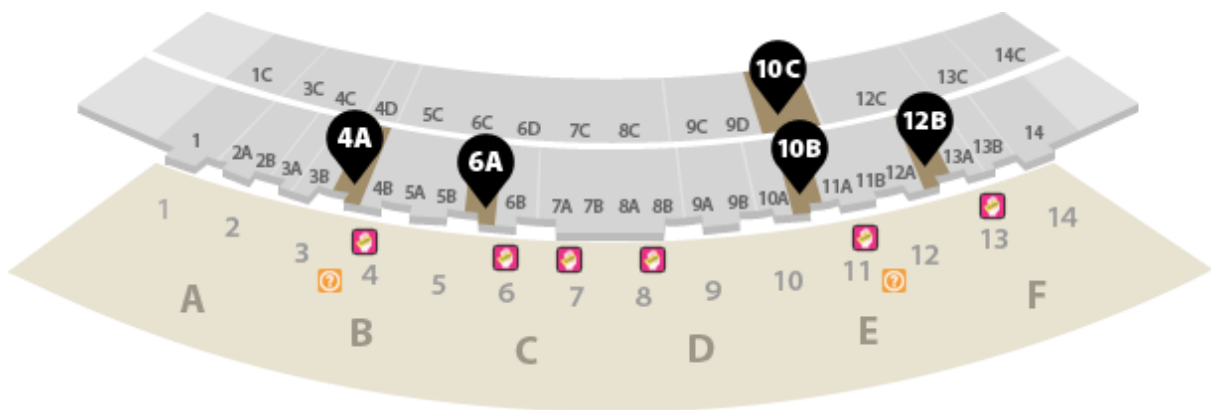 1C 3C 4C 4D 5C 6C 6D 7C 8C 9C 9D 10C 12C 13C 14C
1 2A 2B 3A 3B 4A 4B 5A 5B 6A 6B 7A 7B 8A 8B 9A 9B 10A 10B 11A 11B 12A 12B 13A 13B 14
1 2 3 4 5 6 7 8 9 10 11 12 13 14
? ?
A B C D E F